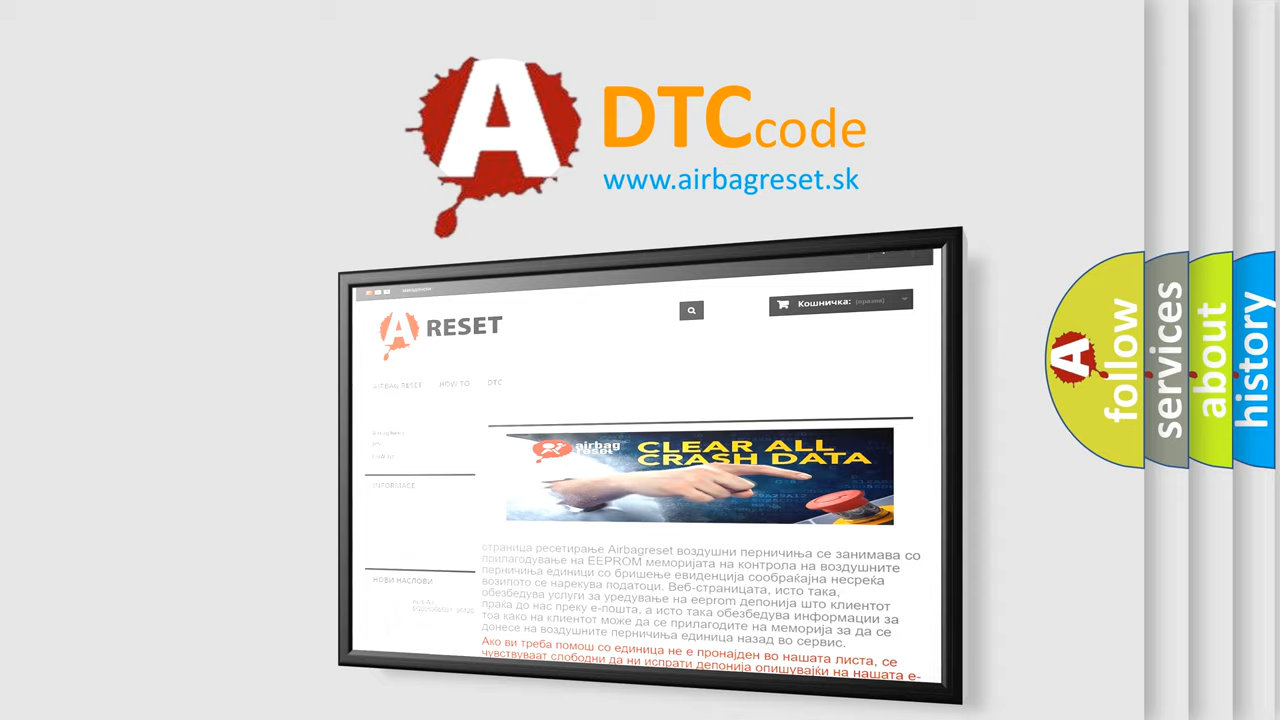 A
DTC code
www.airbagreset.sk
A RESET
Кошничка: (празна)
AIRBAG RESET HOW TO DTC
INFORMACE
airbag
reset
CLEAR ALL
CRASH DATA
страница ресетирање Airbagreset воздушни перничиња се занимава со
прилагодување на EEPROM меморијата на контрола на воздушните
перничиња единици со бришење евиденција сообраќајна несреќа
возилото се нарекува податоци. Веб-страницата, исто така,
обезбедува услуги за уредување на eeprom депонија што клиентот
праќа до нас преку е-пошта, а исто така обезбедува информации за
тоа како на клиентот може да се прилагодите на меморија за да се
донесе на воздушните перничиња единица назад во сервис.
Ако ви треба помош со единица не е пронајден во нашата листа, се
чувствуваат слободни да ни испрати депонија опишувајќи на нашата е-
НОВИ НАСЛОВИ
A
follow
services
about
history